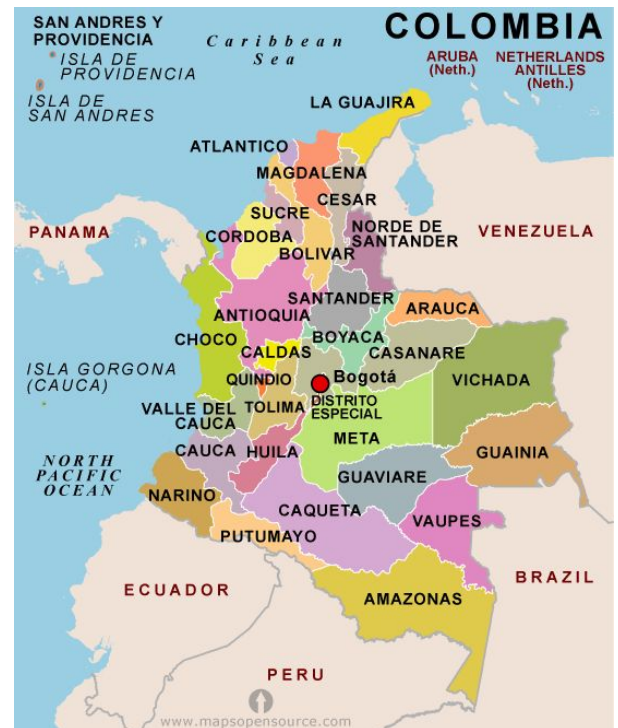 COLOMBIA
SAN ANDRES Y
PROVIDENCIA
ISLA DE
PROVIDENCIA
ISLA DE
SAN ANDRES
Caribbean
Sea
ARUBA
(Neth.)
NETHERLANDS
ANTILLES
(Neth.)
LA GUAJIRA
ATLANTICO
MAGDALENA
CESAR
SUCRE
NORDE DE
SANTANDER
PANAMA
CORDOBA
BOLIVAR
VENEZUELA
SANTANDER
ANTIOQUIA
ARAUCA
CHOCO
BOYACA
CALDAS
CASANARE
ISLA GORGONA
(CAUCA)
QUINDIO
Bogotá
VICHADA
VALLE DEL
CAUCA
TOLIMA
DISTRITO
ESPECIAL
META
CAUCA
HUILA
GUAINIA
NORTH
PACIFIC
OCEAN
GUAVIARE
NARINO
CAQUETA
VAUPES
PUTUMAYO
ECUADOR
BRAZIL
AMAZONAS
PERU
www.mapsopensource.com